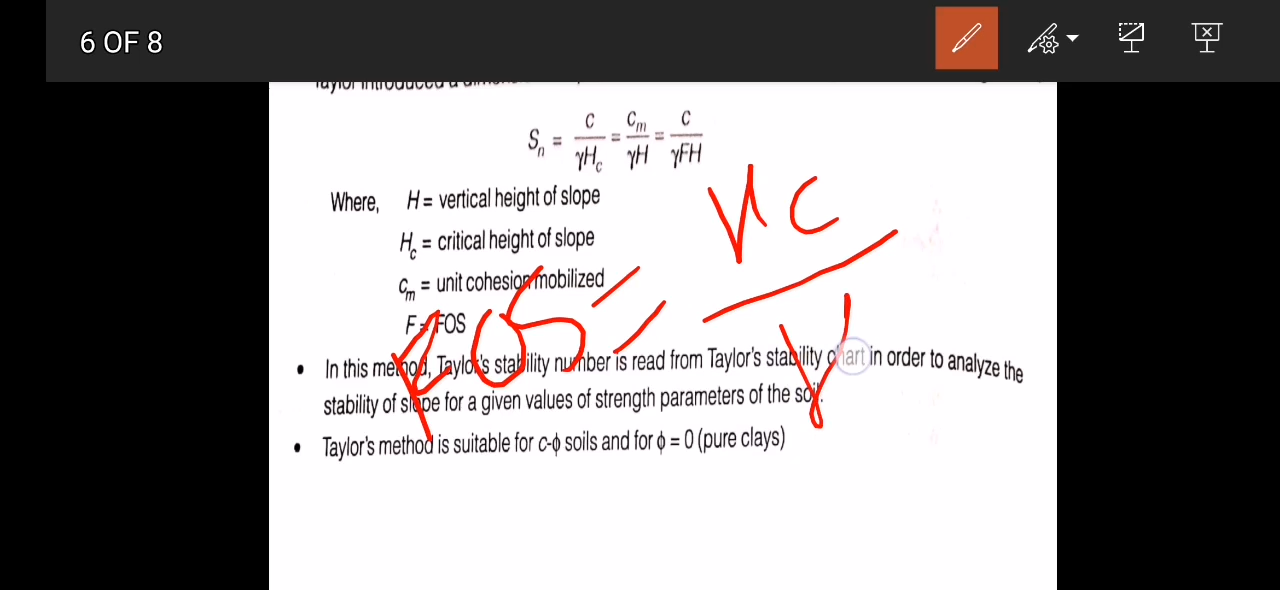 6 OF 8
Taylor introduced a
Sn = c/γHc = cm/γH = c/γFH
Where, H = vertical height of slope
Hc = critical height of slope
cm = unit cohesion mobilized
F = FOS
FOS =
• In this method, Taylor's stability number is read from Taylor's stability chart in order to analyze the
stability of slope for a given values of strength parameters of the soil.
• Taylor's method is suitable for c-ϕ soils and for ϕ = 0 (pure clays)